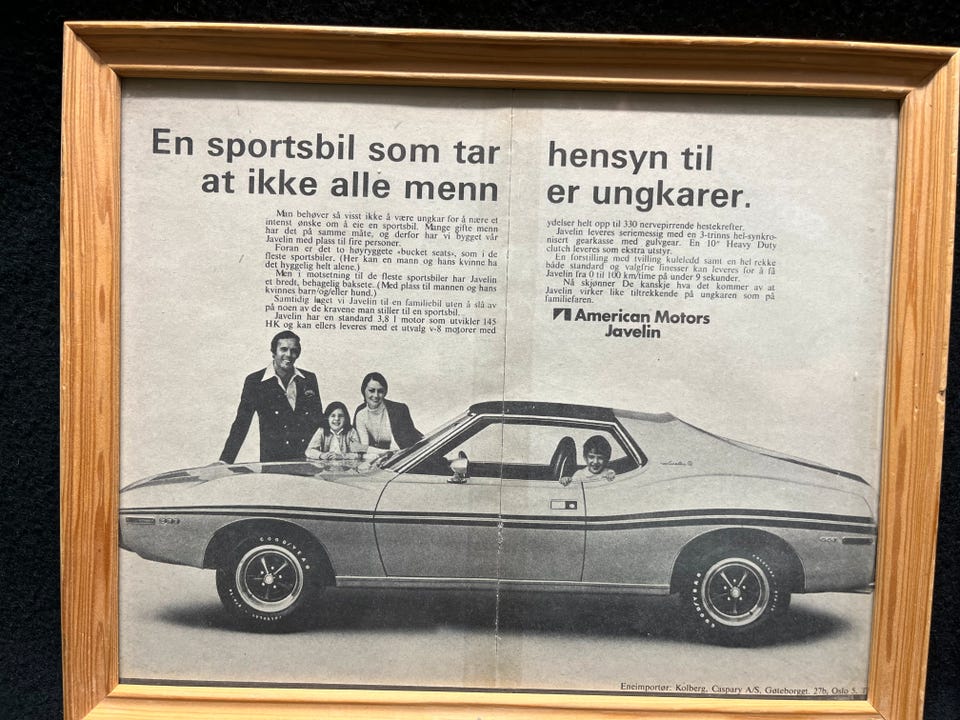 En sportsbil som tar
at ikke alle menn
hensyn til
er ungkarer.
Man behøver så visst ikke å være ungkar for å nære et
intenst ønske om å eie en sportsbil. Mange gifte menn
har det på samme måte, og derfor har vi bygget vår
Javelin med plass til fire personer.
Foran er det to høyryggete «bucket seats», som i de
fleste sportsbiler. (Her kan en mann og hans kvinne ha
det hyggelig helt alene.)
Men i motsetning til de fleste sportsbiler har Javelin
et bredt, behagelig baksete. (Med plass til mannen og hans
kvinnes barn/og/eller hund.)
Samtidig laget vi Javelin til en familiebil uten å slå av
på noen av de kravene man stiller til en sportsbil.
Javelin har en standard 3,8 l motor som utvikler 145
HK og kan ellers leveres med et utvalg v-8 motorer med
ydelser helt opp til 330 nervepirrende hestekrefter.
Javelin leveres seriemessig med en 3-trinns hel-synkro-
nisert gearkasse med gulvgear. En 10" Heavy Duty
clutch leveres som ekstra utstyr.
En forstilling med tvilling kuleledd samt en hel rekke
både standard og valgfrie finesser kan leveres for å få
Javelin fra 0 til 100 km/time på under 9 sekunder.
Nå skjønner De kanskje hva det kommer av at
Javelin virker like tiltrekkende på ungkaren som på
familiefaren.
American Motors
Javelin
GOODYEAR
GOODYEAR
Eneimportør: Kolberg, Caspary A/S, Gøteborget. 27b, Oslo 5.